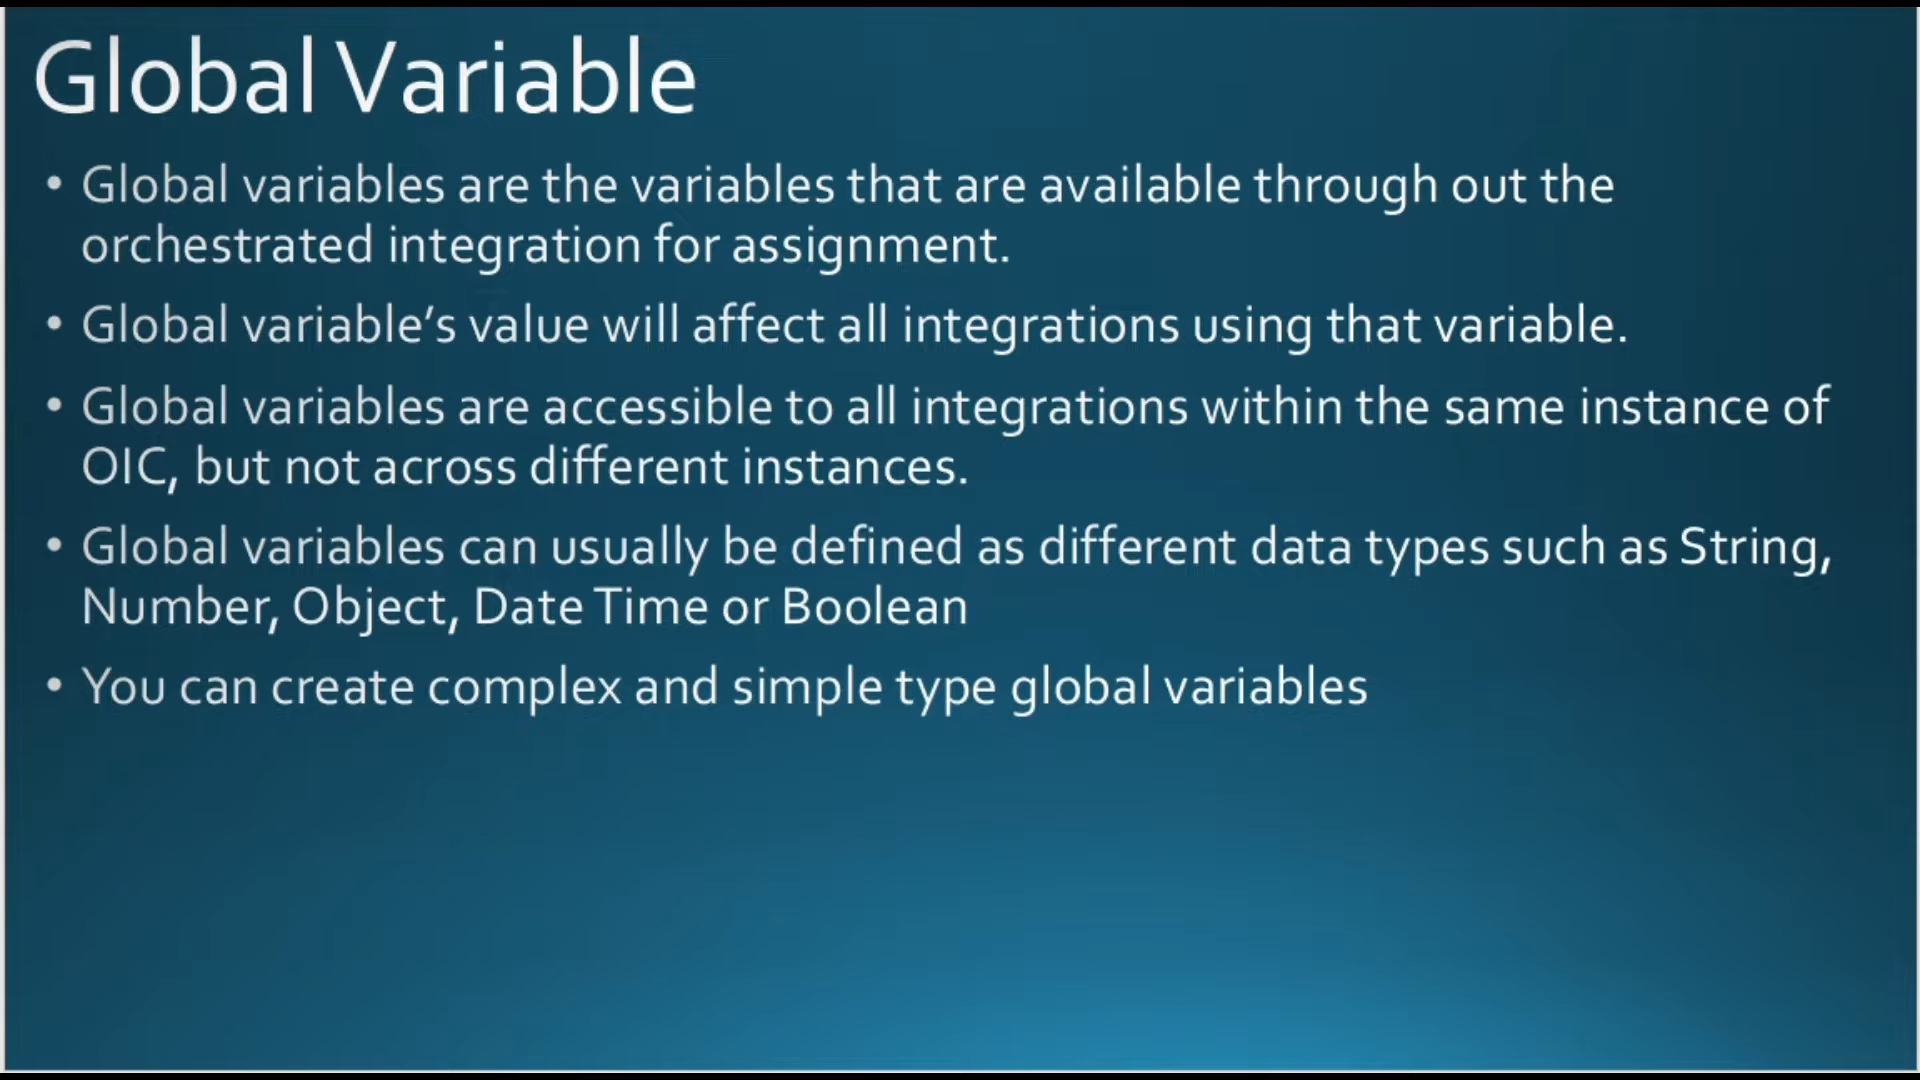 Global Variable
• Global variables are the variables that are available through out the
orchestrated integration for assignment.
• Global variable’s value will affect all integrations using that variable.
• Global variables are accessible to all integrations within the same instance of
OIC, but not across different instances.
• Global variables can usually be defined as different data types such as String,
Number, Object, Date Time or Boolean
• You can create complex and simple type global variables